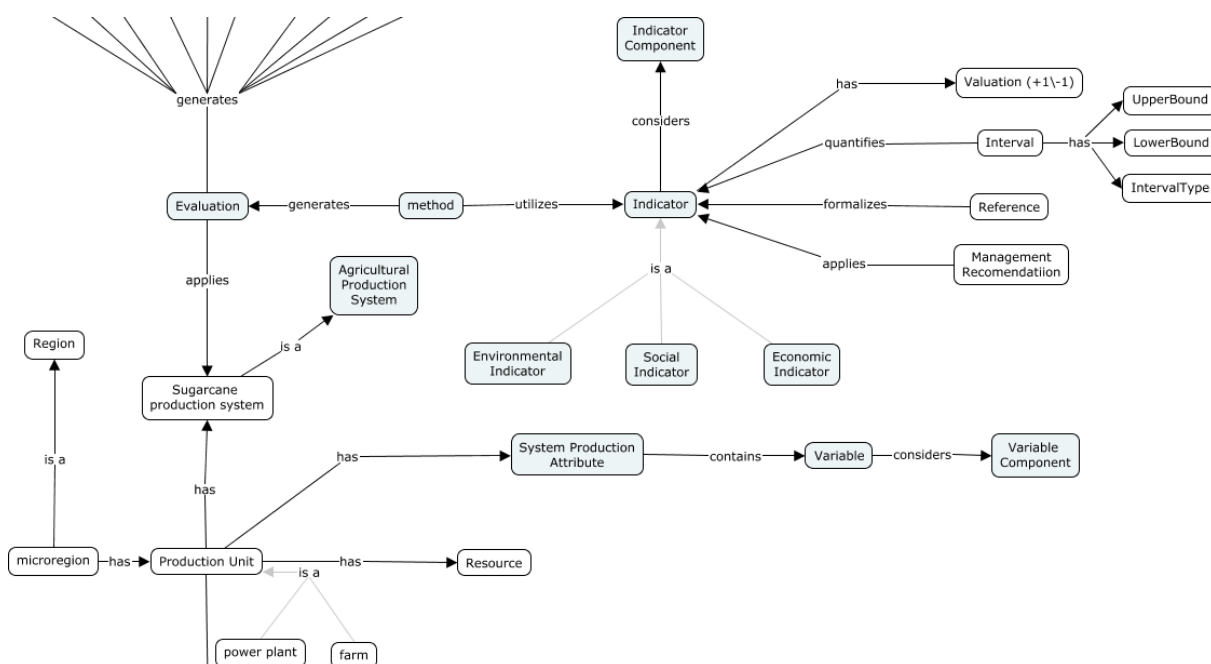 Indicator
Component
generates
has
Valuation (+1\-1)
UpperBound
considers
quantifies
Interval
has
LowerBound
IntervalType
Evaluation
generates
method
utilizes
Indicator
formalizes
Reference
applies
Management
Recomendatiion
applies
Agricultural
Production
System
is a
Region
is a
Environmental
Indicator
Social
Indicator
Economic
Indicator
Sugarcane
production system
is a
has
has
System Production
Attribute
contains
Variable
considers
Variable
Component
microregion
has
Production Unit
has
Resource
is a
power plant
farm